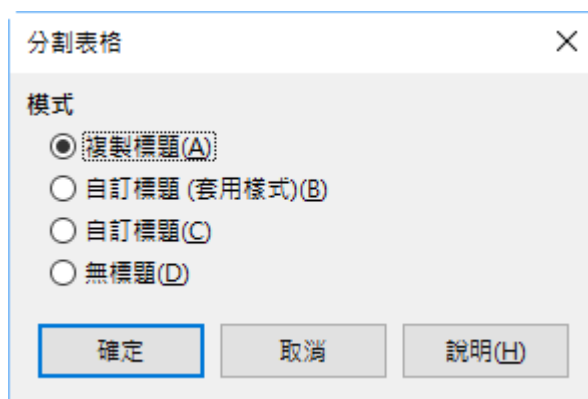 分割表格
模式
複製標題(A)
自訂標題 (套用樣式)(B)
自訂標題(C)
無標題(D)
確定 取消 說明(H)